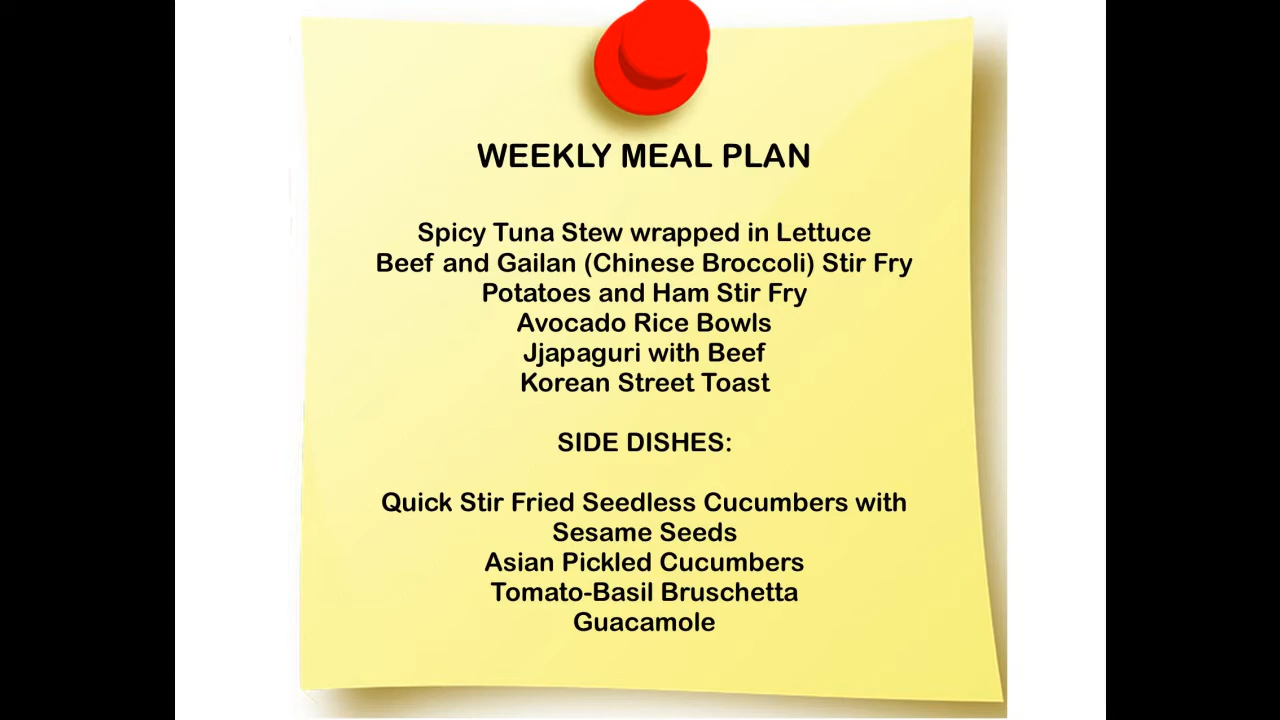 WEEKLY MEAL PLAN
Spicy Tuna Stew wrapped in Lettuce
Beef and Gailan (Chinese Broccoli) Stir Fry
Potatoes and Ham Stir Fry
Avocado Rice Bowls
Jjapaguri with Beef
Korean Street Toast
SIDE DISHES:
Quick Stir Fried Seedless Cucumbers with
Sesame Seeds
Asian Pickled Cucumbers
Tomato-Basil Bruschetta
Guacamole